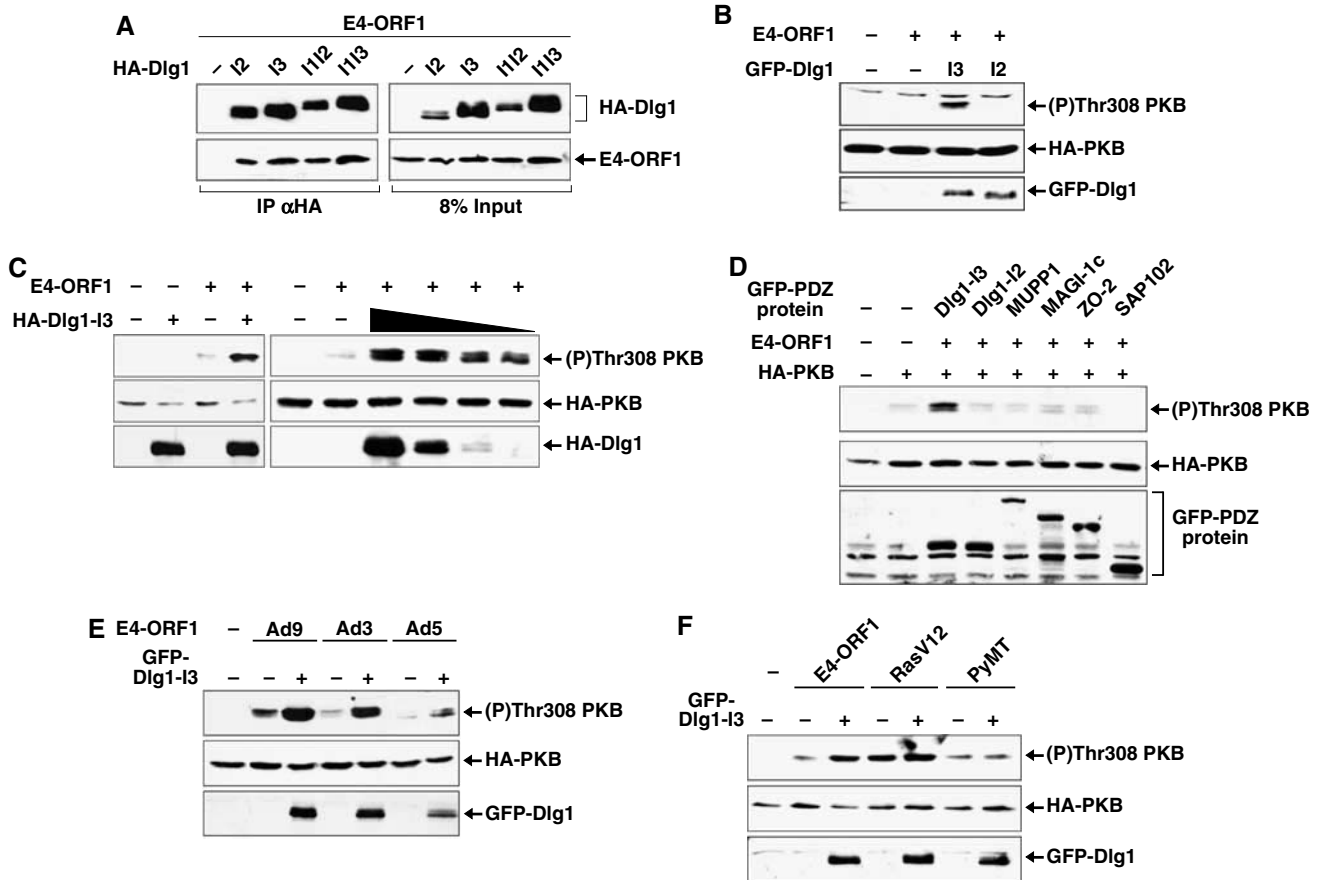 A
E4-ORF1
HA-Dlg1 – I2 I3 I1I2 I1I3 – I2 I3 I1I2 I1I3
HA-Dlg1
E4-ORF1
IP αHA 8% Input
B
E4-ORF1 – + + +
GFP-Dlg1 – – I3 I2
(P)Thr308 PKB
HA-PKB
GFP-Dlg1
C
E4-ORF1 – – + + – + + + + +
HA-Dlg1-I3 – + – + – –
(P)Thr308 PKB
HA-PKB
HA-Dlg1
D
GFP-PDZ
protein – – Dlg1-I3 Dlg1-I2 MUPP1 MAGI-1c ZO-2 SAP102
E4-ORF1 – – + + + + + +
HA-PKB – + + + + + + +
(P)Thr308 PKB
HA-PKB
GFP-PDZ
protein
E
E4-ORF1 – Ad9 Ad3 Ad5
GFP-
Dlg1-I3 – – + – + – +
(P)Thr308 PKB
HA-PKB
GFP-Dlg1
F
– E4-ORF1 RasV12 PyMT
GFP-
Dlg1-I3 – – + – + – +
(P)Thr308 PKB
HA-PKB
GFP-Dlg1